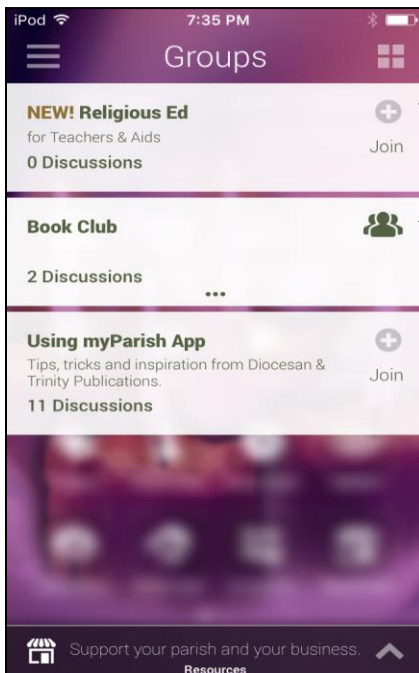 iPod 7:35 PM
Groups
NEW! Religious Ed
for Teachers & Aids
Join
0 Discussions
Book Club
2 Discussions
Using myParish App
Tips, tricks and inspiration from Diocesan &
Trinity Publications.
Join
11 Discussions
Support your parish and your business.
Resources